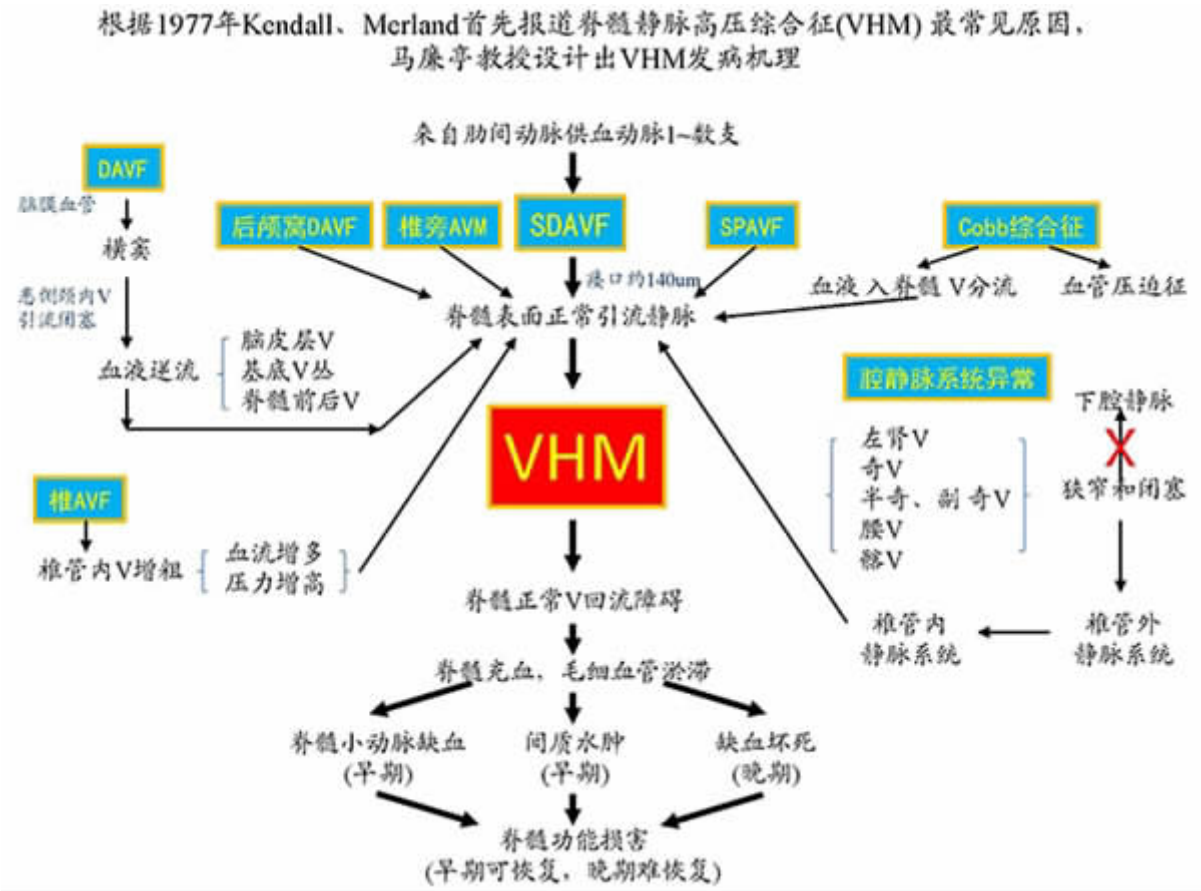 根据1977年Kendall、Merland首先报道脊髓静脉高压综合征(VHM) 最常见原因，
马廉亭教授设计出VHM发病机理
来自肋间动脉供血动脉1~数支
DAVF
脑膜血管
横窦
患侧颈内V
引流闭塞
血液逆流
脑皮层V
基底V丛
脊髓前后V
后颅窝DAVF
椎旁AVM
SDAVF
SPAVF
Cobb综合征
瘘口约140um
血液入脊髓V分流
血管压迫征
脊髓表面正常引流静脉
VHM
腔静脉系统异常
下腔静脉
X
狭窄和闭塞
左肾V
奇V
半奇、副奇V
腰V
髂V
椎管外
静脉系统
椎管内
静脉系统
椎AVF
椎管内V增粗
血流增多
压力增高
脊髓正常V回流障碍
脊髓充血、毛细血管淤滞
脊髓小动脉缺血
(早期)
间质水肿
(早期)
缺血坏死
(晚期)
脊髓功能损害
(早期可恢复、晚期难恢复)